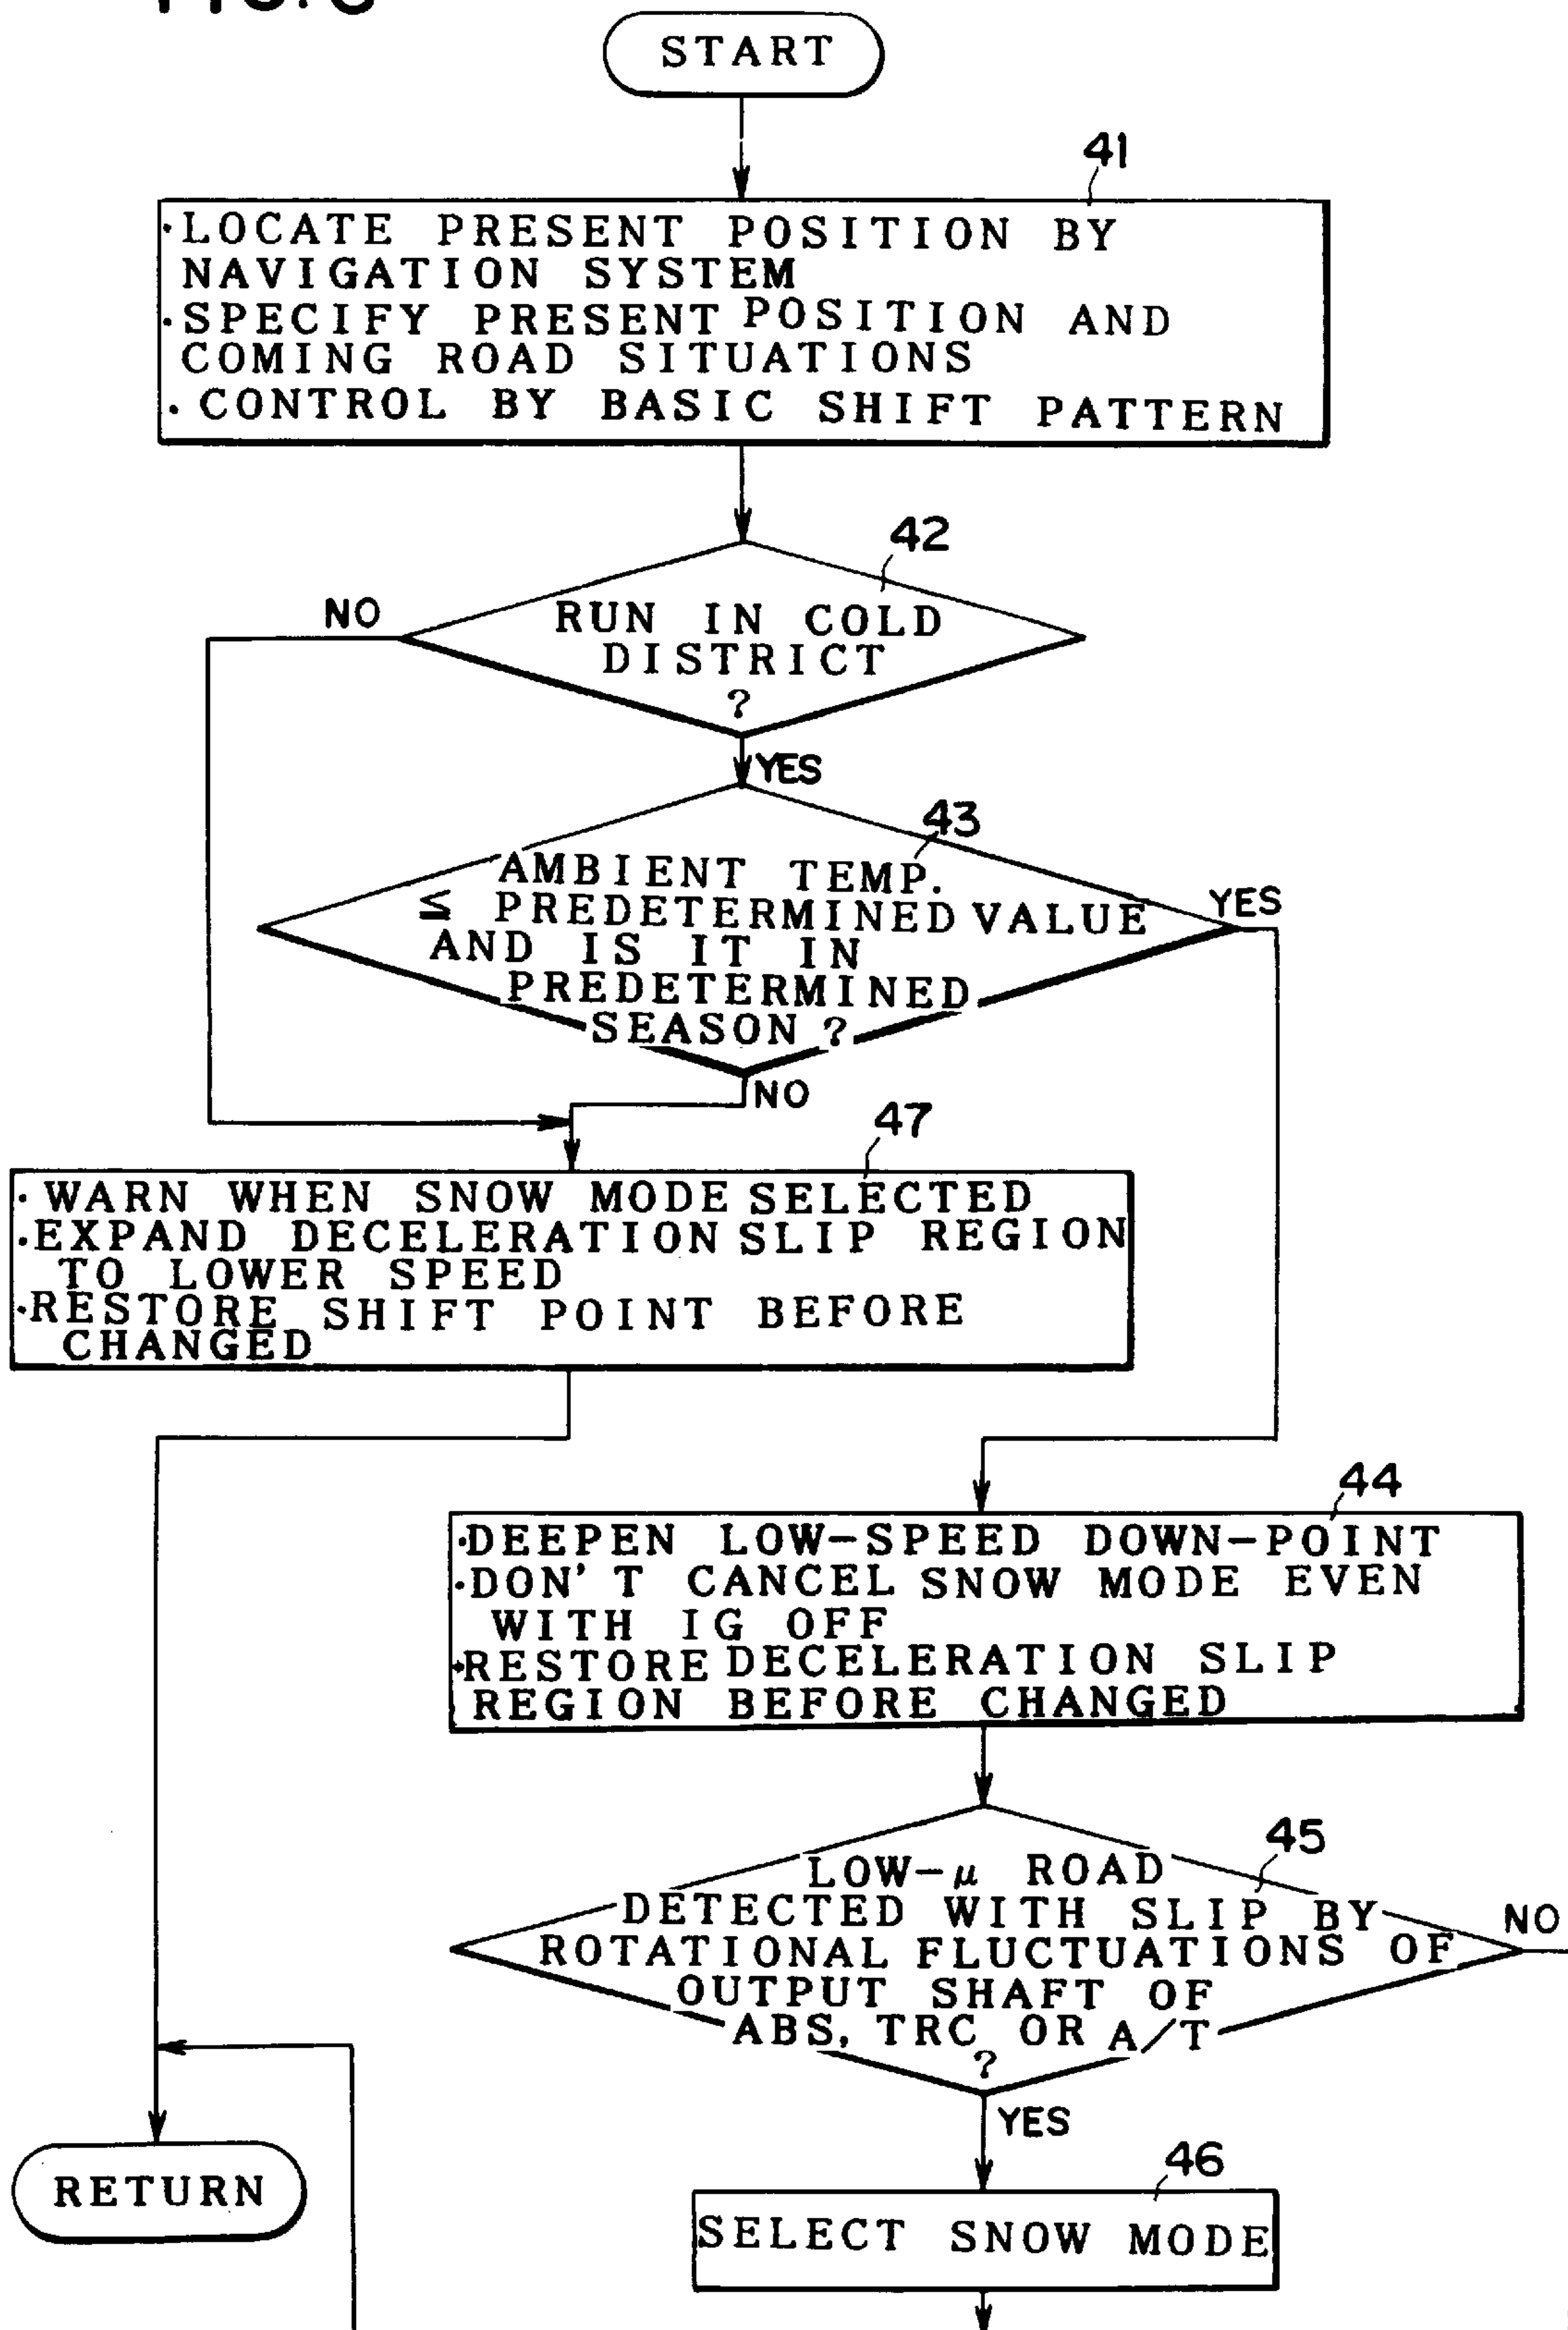 START
41
·LOCATE PRESENT POSITION BY
NAVIGATION SYSTEM
·SPECIFY PRESENT POSITION AND
COMING ROAD SITUATIONS
·CONTROL BY BASIC SHIFT PATTERN
42
NO
RUN IN COLD
DISTRICT
?
YES
43
AMBIENT TEMP.
≦ PREDETERMINED VALUE
AND IS IT IN
PREDETERMINED
SEASON ?
YES
NO
47
·WARN WHEN SNOW MODE SELECTED
·EXPAND DECELERATION SLIP REGION
TO LOWER SPEED
·RESTORE SHIFT POINT BEFORE
CHANGED
44
·DEEPEN LOW-SPEED DOWN-POINT
·DON'T CANCEL SNOW MODE EVEN
WITH IG OFF
·RESTORE DECELERATION SLIP
REGION BEFORE CHANGED
45
LOW-μ ROAD
DETECTED WITH SLIP BY
ROTATIONAL FLUCTUATIONS OF
OUTPUT SHAFT OF
ABS, TRC OR A/T
?
NO
YES
46
SELECT SNOW MODE
RETURN